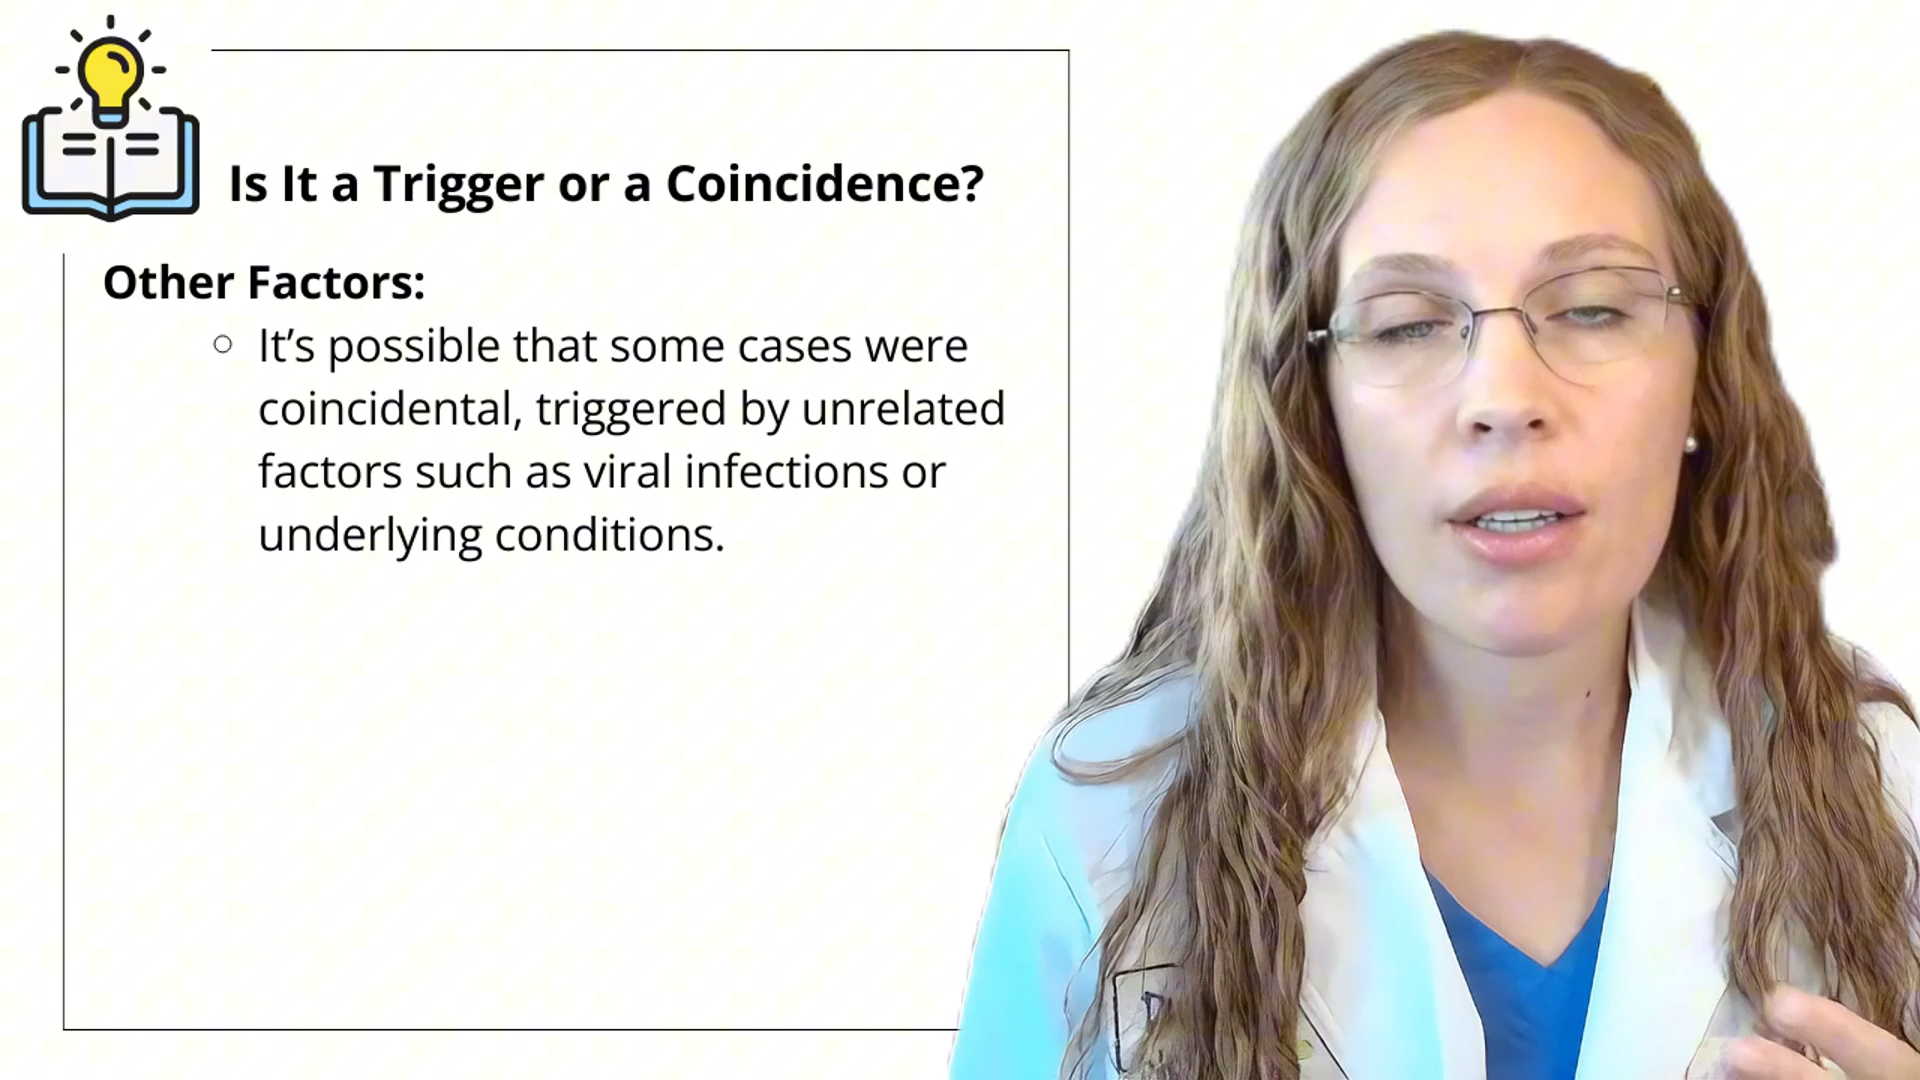 Is It a Trigger or a Coincidence?
Other Factors:
It’s possible that some cases were
coincidental, triggered by unrelated
factors such as viral infections or
underlying conditions.